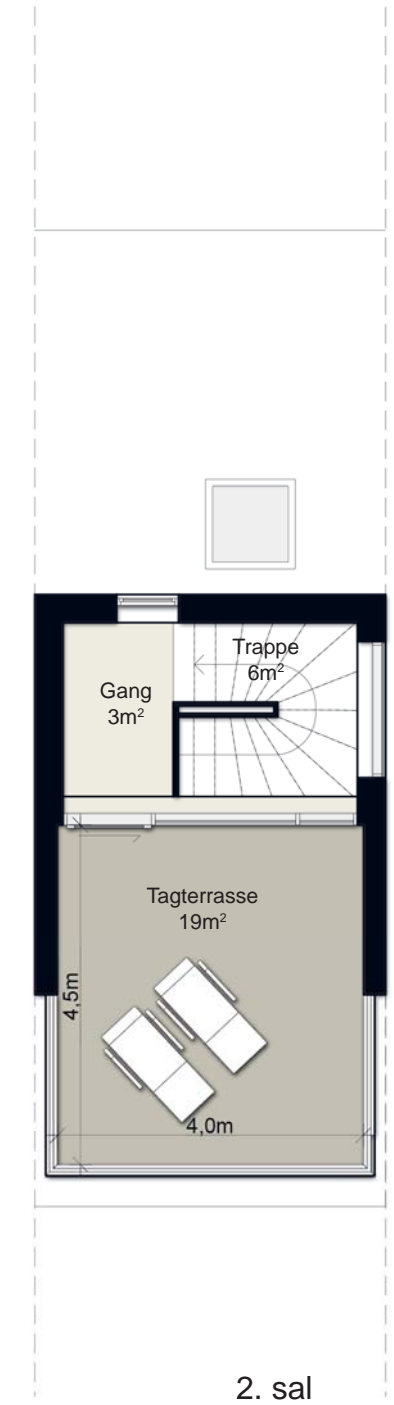 Trappe
6m²
Gang
3m²
Tagterrasse
19m²
4,5m
4,0m
2. sal